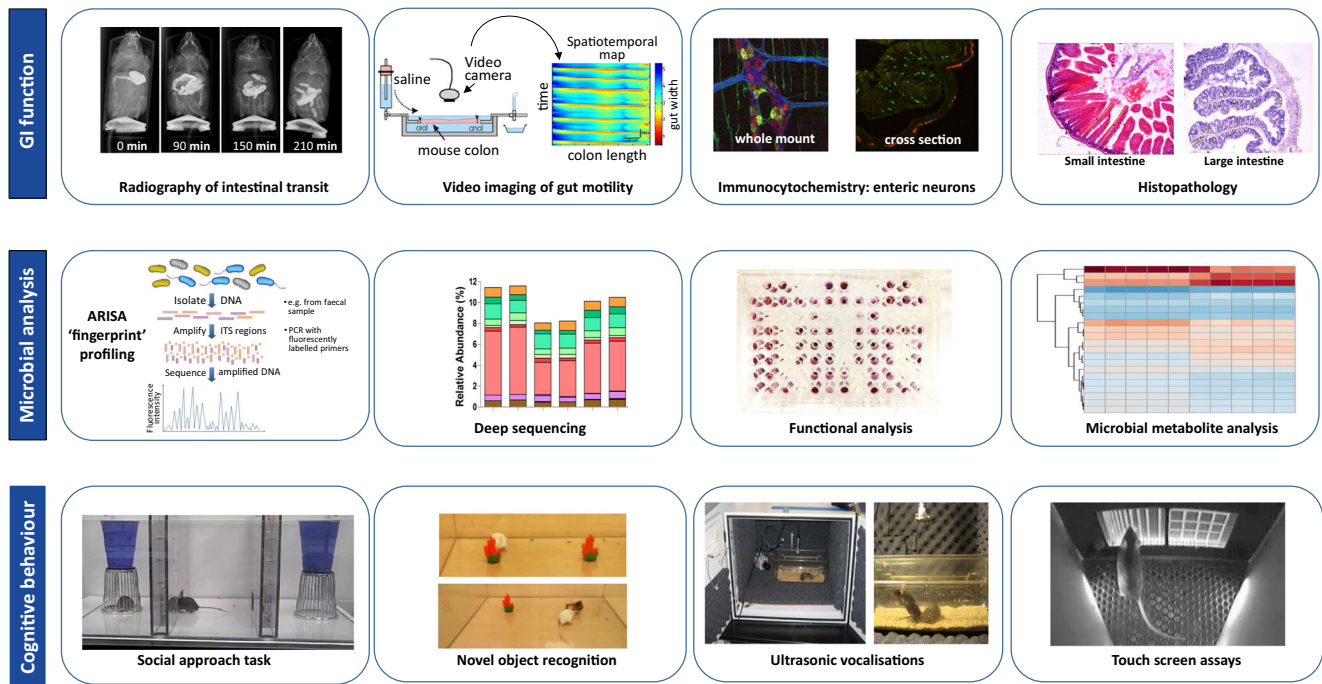 GI function
0 min
90 min
150 min
210 min
Radiography of intestinal transit
saline
Video
camera
oral
anal
mouse colon
Spatiotemporal
map
time
gut width
colon length
Video imaging of gut motility
whole mount
cross section
Immunocytochemistry: enteric neurons
Small intestine
Large intestine
Histopathology
Microbial analysis
ARISA
‘fingerprint’
profiling
Isolate DNA
• e.g. from faecal
sample
Amplify ITS regions
• PCR with
fluorescently
labelled primers
Sequence amplified DNA
Fluorescence
intensity
Relative Abundance (%)
12
10
8
6
4
2
0
Deep sequencing
Functional analysis
Microbial metabolite analysis
Cognitive behaviour
Social approach task
Novel object recognition
Ultrasonic vocalisations
Touch screen assays